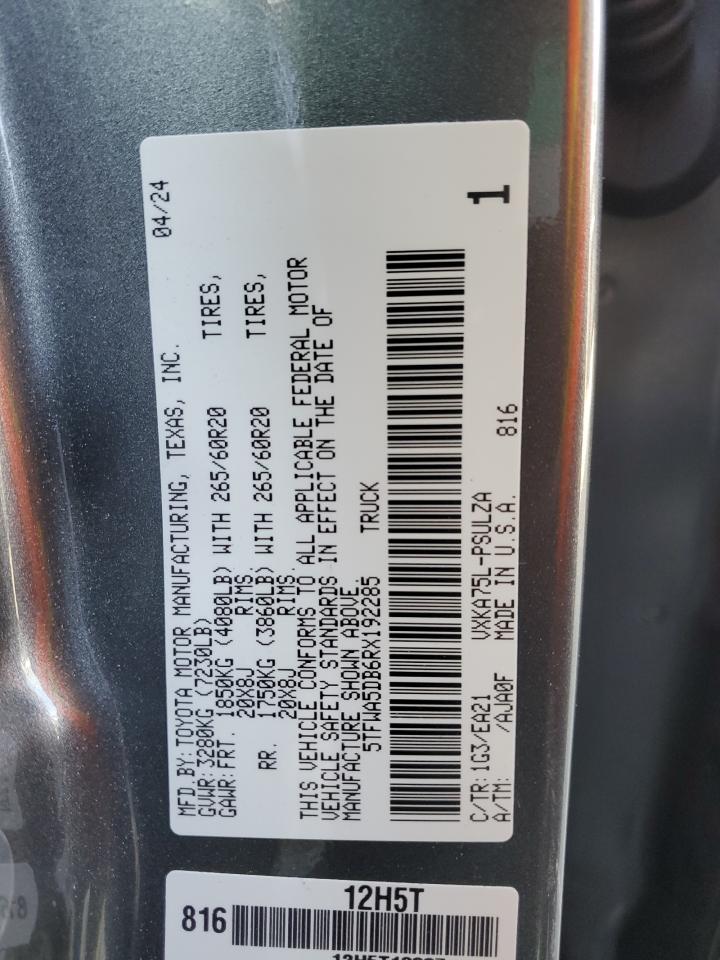 MFD.BY:TOYOTA MOTOR MANUFACTURING, TEXAS, INC. 04/24
GVWR:3280KG (7230LB)
GAWR:FRT. 1850KG (4080LB) WITH 265/60R20 TIRES,
20X8J RIMS.
RR. 1750KG (3860LB) WITH 265/60R20 TIRES,
20X8J RIMS.
THIS VEHICLE CONFORMS TO ALL APPLICABLE FEDERAL MOTOR
VEHICLE SAFETY STANDARDS IN EFFECT ON THE DATE OF
MANUFACTURE SHOWN ABOVE.
5TFWA5DB6RX192285 TRUCK
C/TR:1G3/EA21 VXKA75L-PSULZA 816
A/TM: /AJA0F MADE IN U.S.A. 1
12H5T
816